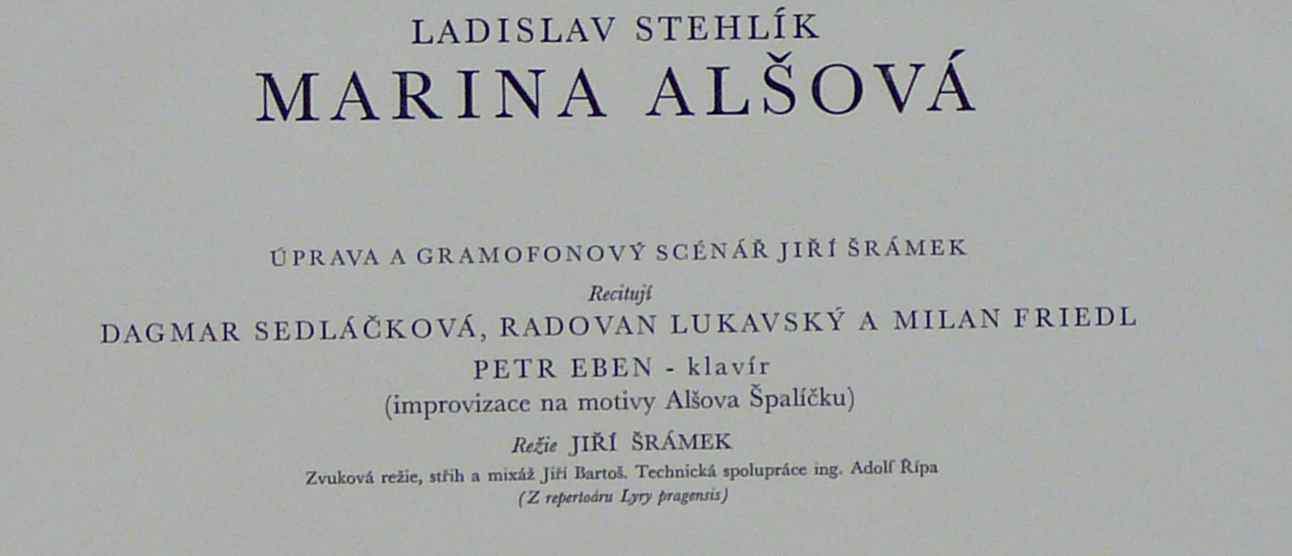 LADISLAV STEHLÍK
MARINA ALŠOVÁ
ÚPRAVA A GRAMOFONOVÝ SCÉNÁŘ JIŘÍ ŠRÁMEK
Recitují
DAGMAR SEDLÁČKOVÁ, RADOVAN LUKAVSKÝ A MILAN FRIEDL
PETR EBEN - klavír
(improvizace na motivy Alšova Špalíčku)
Režie JIŘÍ ŠRÁMEK
Zvuková režie, střih a mixáž Jiří Bartoš. Technická spolupráce ing. Adolf Řípa
(Z repertoáru Lyry pragensis)